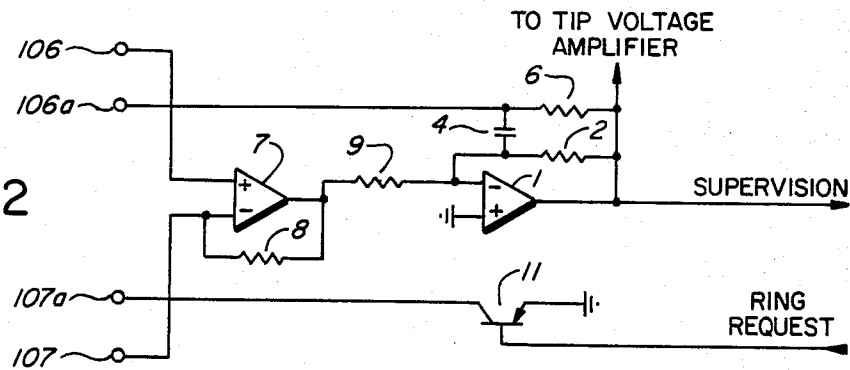 TO TIP VOLTAGE
AMPLIFIER
106
106a
6
4
2
7
9
1
2
SUPERVISION
8
107a
11
RING
REQUEST
107